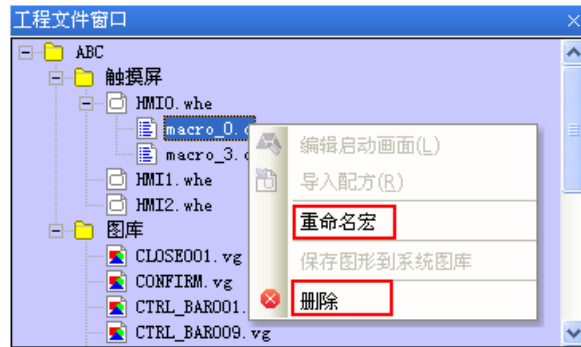 工程文件窗口
ABC
触摸屏
HMI0.whe
macro_0.c
macro_3.c
HMI1.whe
HMI2.whe
图库
CLOSE001.vg
CONFIRM.vg
CTRL_BAR001.
CTRL_BAR009.vg
编辑启动画面(L)
导入配方(R)
重命名宏
保存图形到系统图库
删除